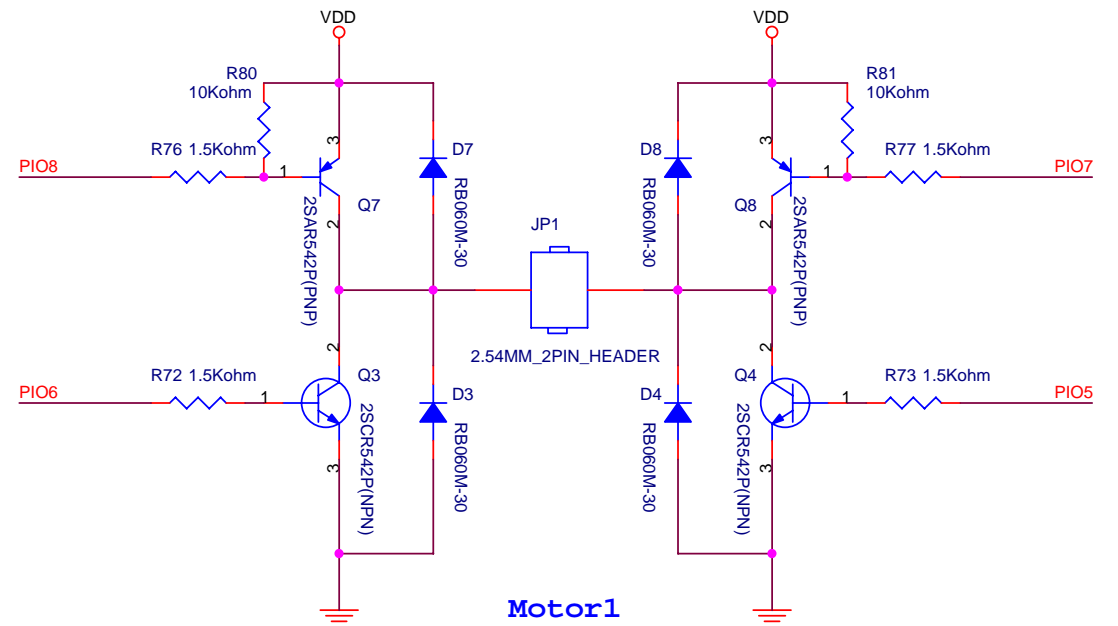 VDD
VDD
R80
10Kohm
R81
10Kohm
3
3
R76 1.5Kohm
D7
D8
R77 1.5Kohm
PIO8
1
1
PIO7
Q7
Q8
2SAR542P(PNP)
RB060M-30
RB060M-30
2SAR542P(PNP)
2
2
JP1
2.54MM_2PIN_HEADER
2
2
R72 1.5Kohm
Q3
Q4
R73 1.5Kohm
PIO6
1
D3
D4
1
PIO5
2SCR542P(NPN)
RB060M-30
RB060M-30
2SCR542P(NPN)
3
3
Motor1